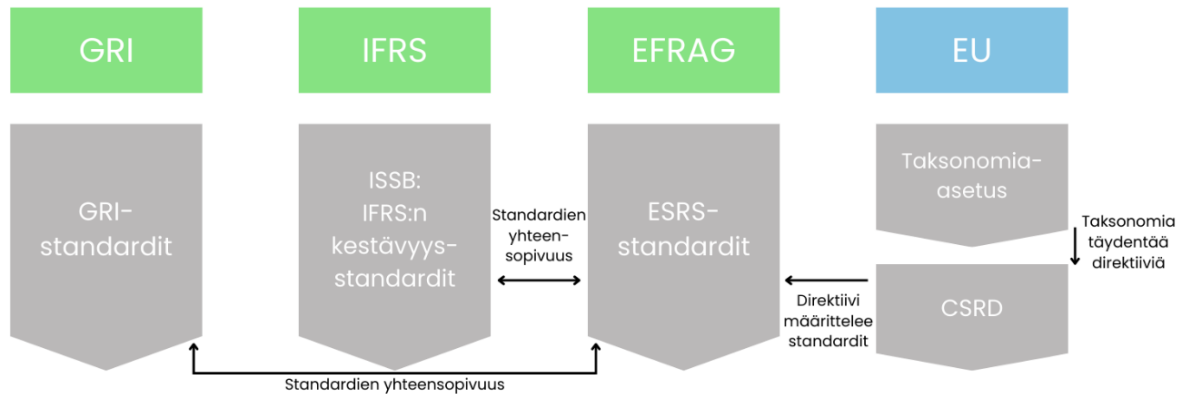 GRI
IFRS
EFRAG
EU
GRI-
standardit
ISSB:
IFRS:n
kestävyys-
standardit
Standardien
yhteen-
sopivuus
ESRS-
standardit
Taksonomia-
asetus
Taksonomia
täydentää
direktiiviä
Direktiivi
määrittelee
standardit
CSRD
Standardien yhteensopivuus